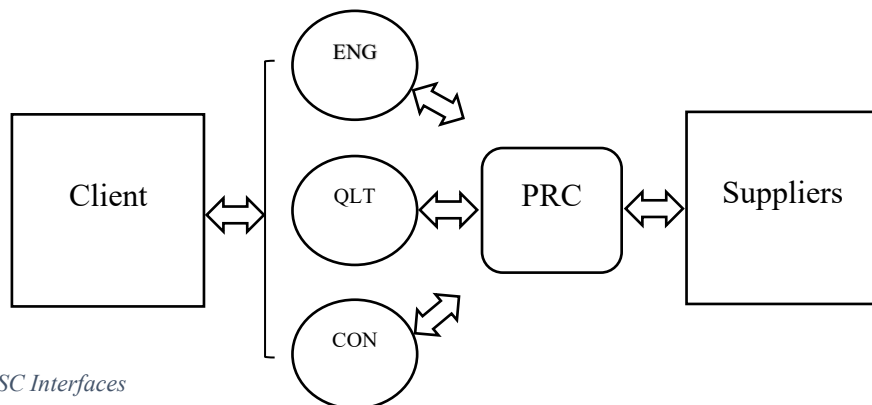 ENG
Client
QLT
PRC
Suppliers
CON
SC Interfaces